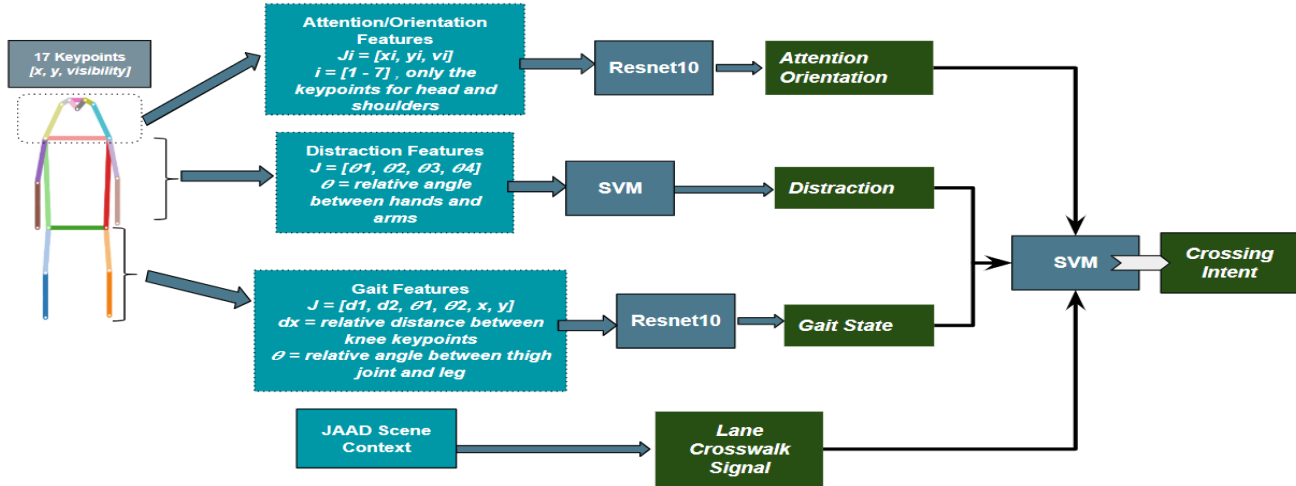 17 Keypoints
[x, y, visibility]
Attention/Orientation
Features
Ji = [xi, yi, vi]
i = [1 - 7] , only the
keypoints for head and
shoulders
Resnet10
Attention
Orientation
Distraction Features
J = [𝜃1, 𝜃2, 𝜃3, 𝜃4]
𝜃 = relative angle
between hands and
arms
SVM
Distraction
Gait Features
J = [d1, d2, 𝜃1, 𝜃2, x, y]
dx = relative distance between
knee keypoints
𝜃 = relative angle between thigh
joint and leg
Resnet10
Gait State
JAAD Scene
Context
Lane
Crosswalk
Signal
SVM
Crossing
Intent